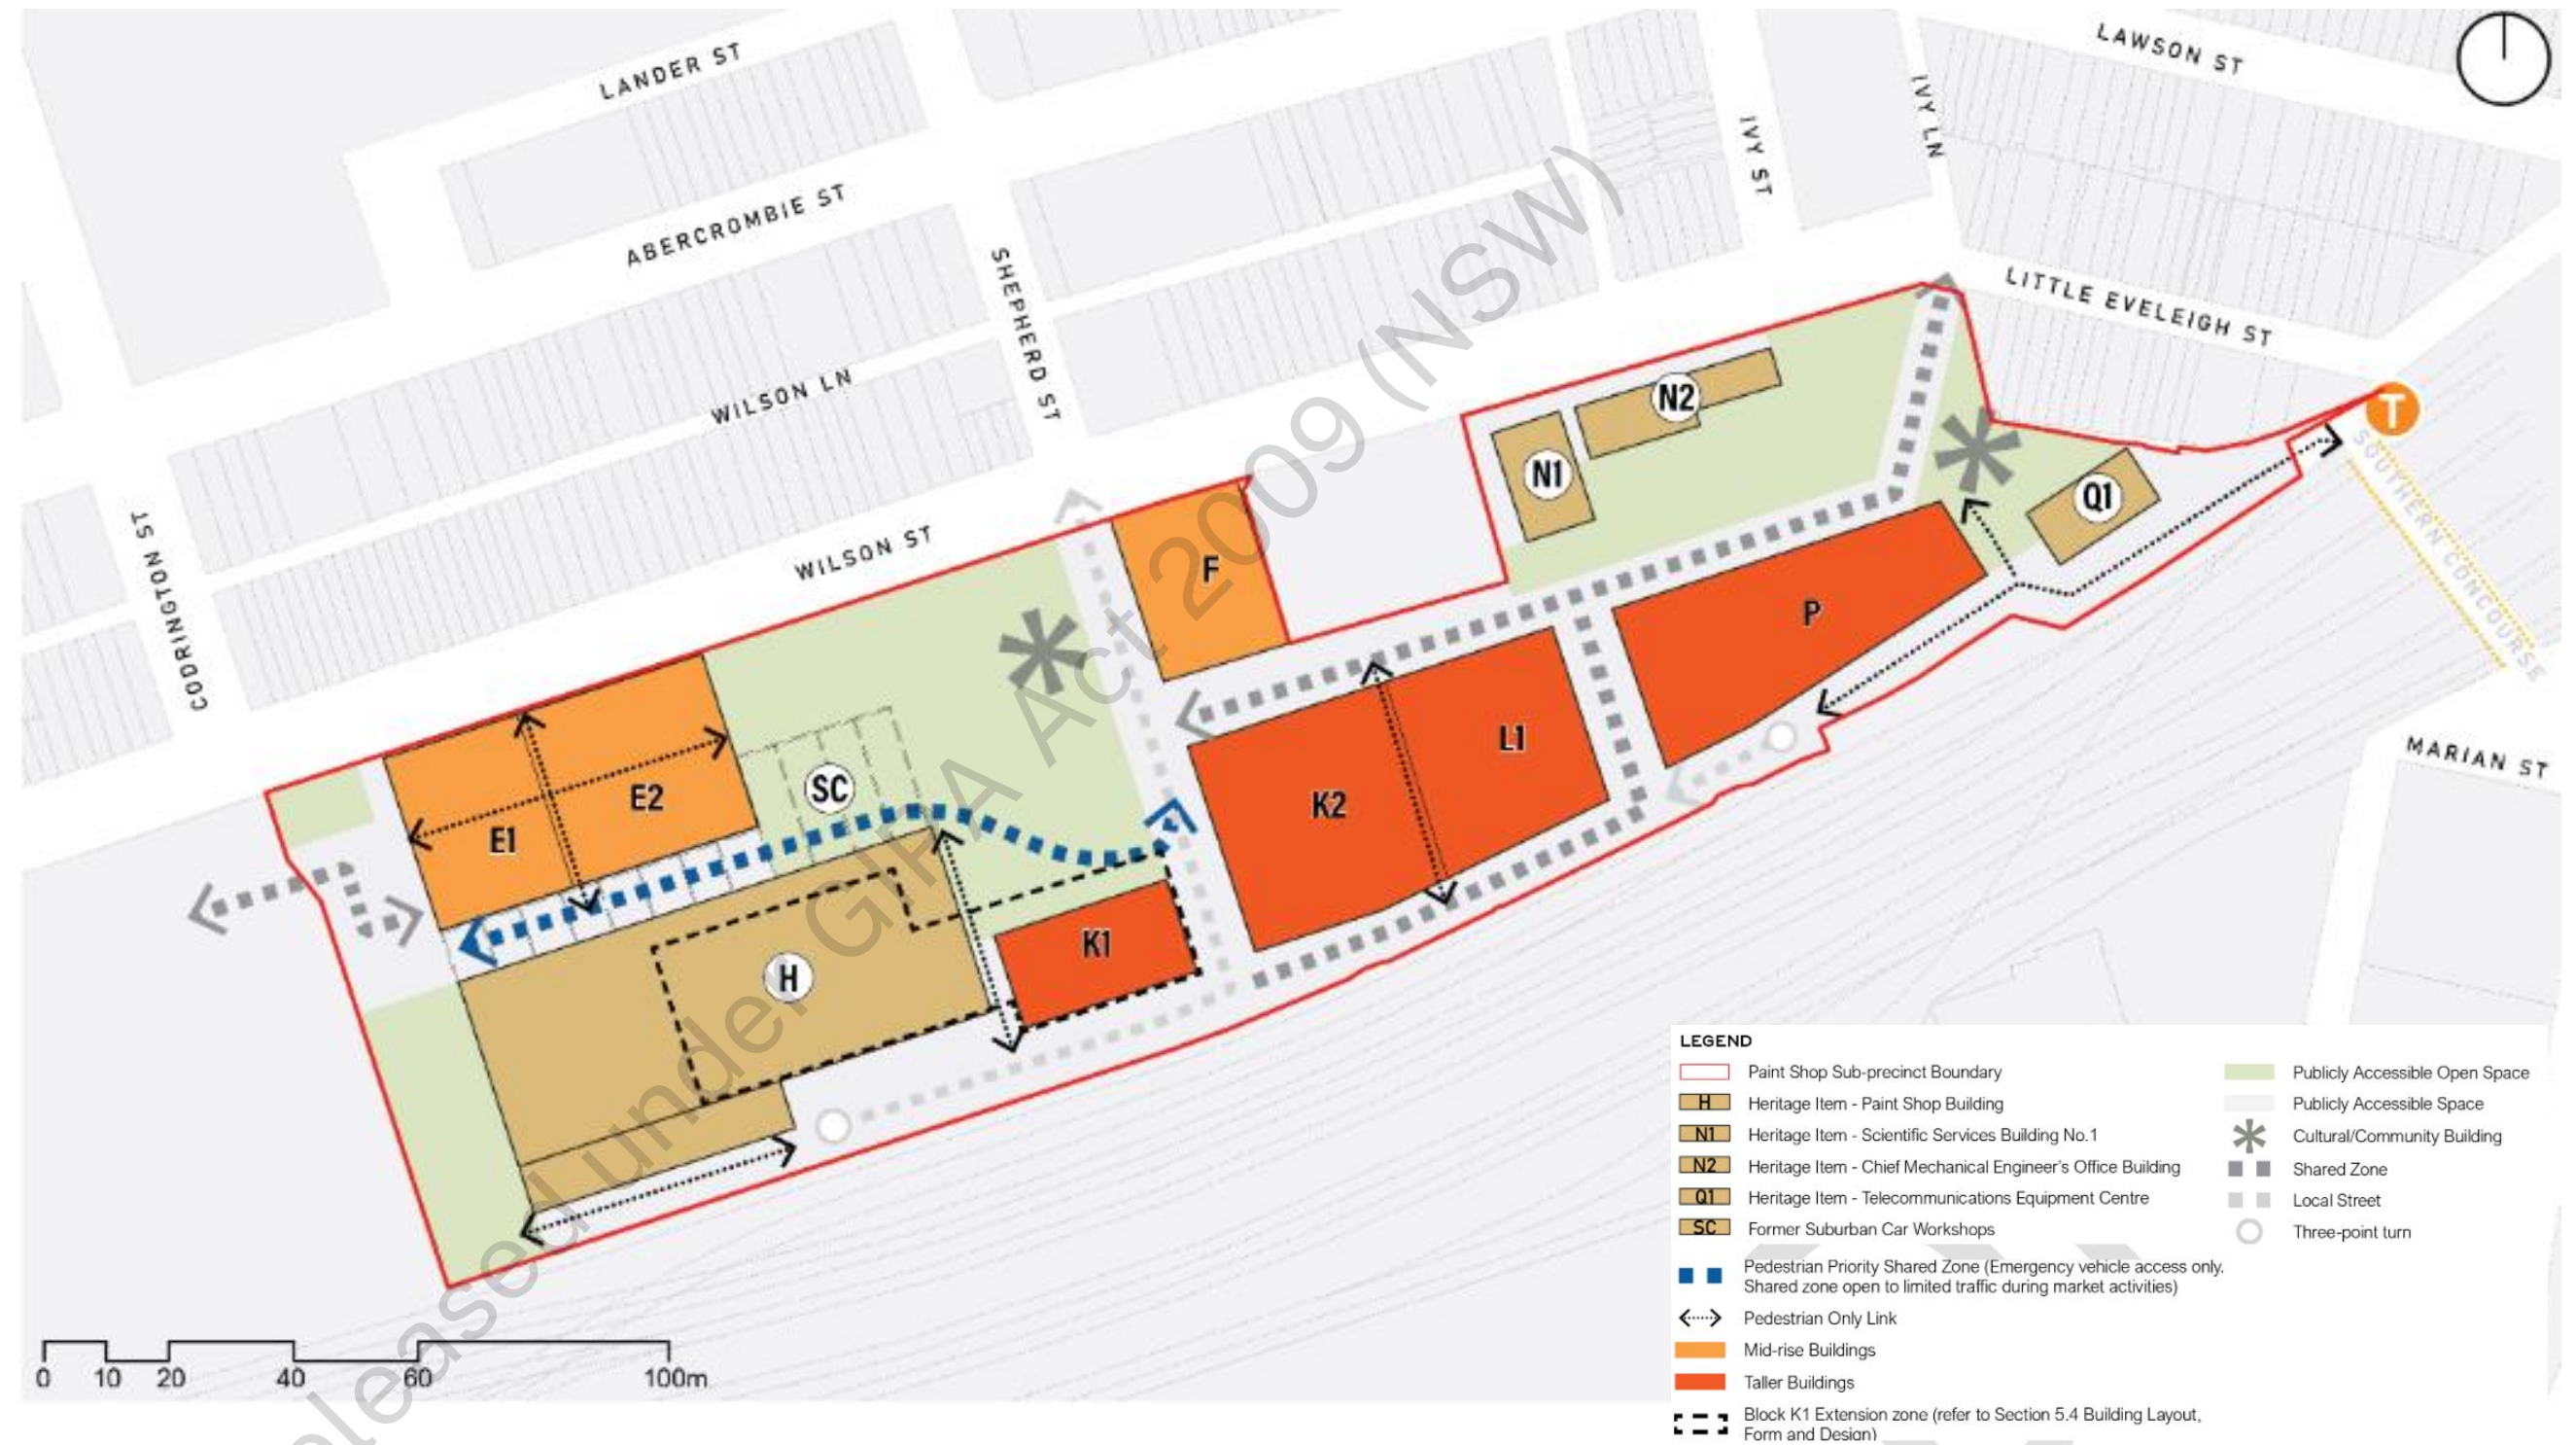 LANDER ST
LAWSON ST
IVY LN
IVY ST
ABERCROMBIE ST
SHEPHERD ST
LITTLE EVELEIGH ST
WILSON LN
N2
T
N1
SOUTHERN CONCOURSE
Q1
CODRINGTON ST
WILSON ST
F
P
L1
MARIAN ST
SC
E2
K2
E1
K1
H
Released under GIPA Act 2009 (NSW)
LEGEND
Paint Shop Sub-precinct Boundary
H Heritage Item - Paint Shop Building
N1 Heritage Item - Scientific Services Building No.1
N2 Heritage Item - Chief Mechanical Engineer's Office Building
Q1 Heritage Item - Telecommunications Equipment Centre
SC Former Suburban Car Workshops
Pedestrian Priority Shared Zone (Emergency vehicle access only.
Shared zone open to limited traffic during market activities)
Pedestrian Only Link
Mid-rise Buildings
Taller Buildings
Block K1 Extension zone (refer to Section 5.4 Building Layout,
Form and Design)
Publicly Accessible Open Space
Publicly Accessible Space
Cultural/Community Building
Shared Zone
Local Street
Three-point turn
0 10 20 40 60 100m